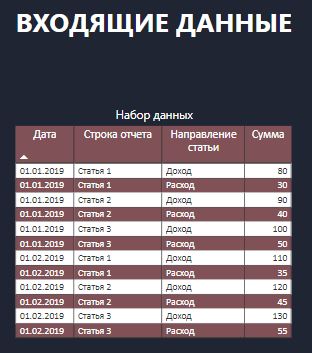 ВХОДЯЩИЕ ДАННЫЕ
Набор данных
Дата Строка отчета Направление статьи Сумма
01.01.2019 Статья 1 Доход 80
01.01.2019 Статья 1 Расход 30
01.01.2019 Статья 2 Доход 90
01.01.2019 Статья 2 Расход 40
01.01.2019 Статья 3 Доход 100
01.01.2019 Статья 3 Расход 50
01.02.2019 Статья 1 Доход 110
01.02.2019 Статья 1 Расход 35
01.02.2019 Статья 2 Доход 120
01.02.2019 Статья 2 Расход 45
01.02.2019 Статья 3 Доход 130
01.02.2019 Статья 3 Расход 55